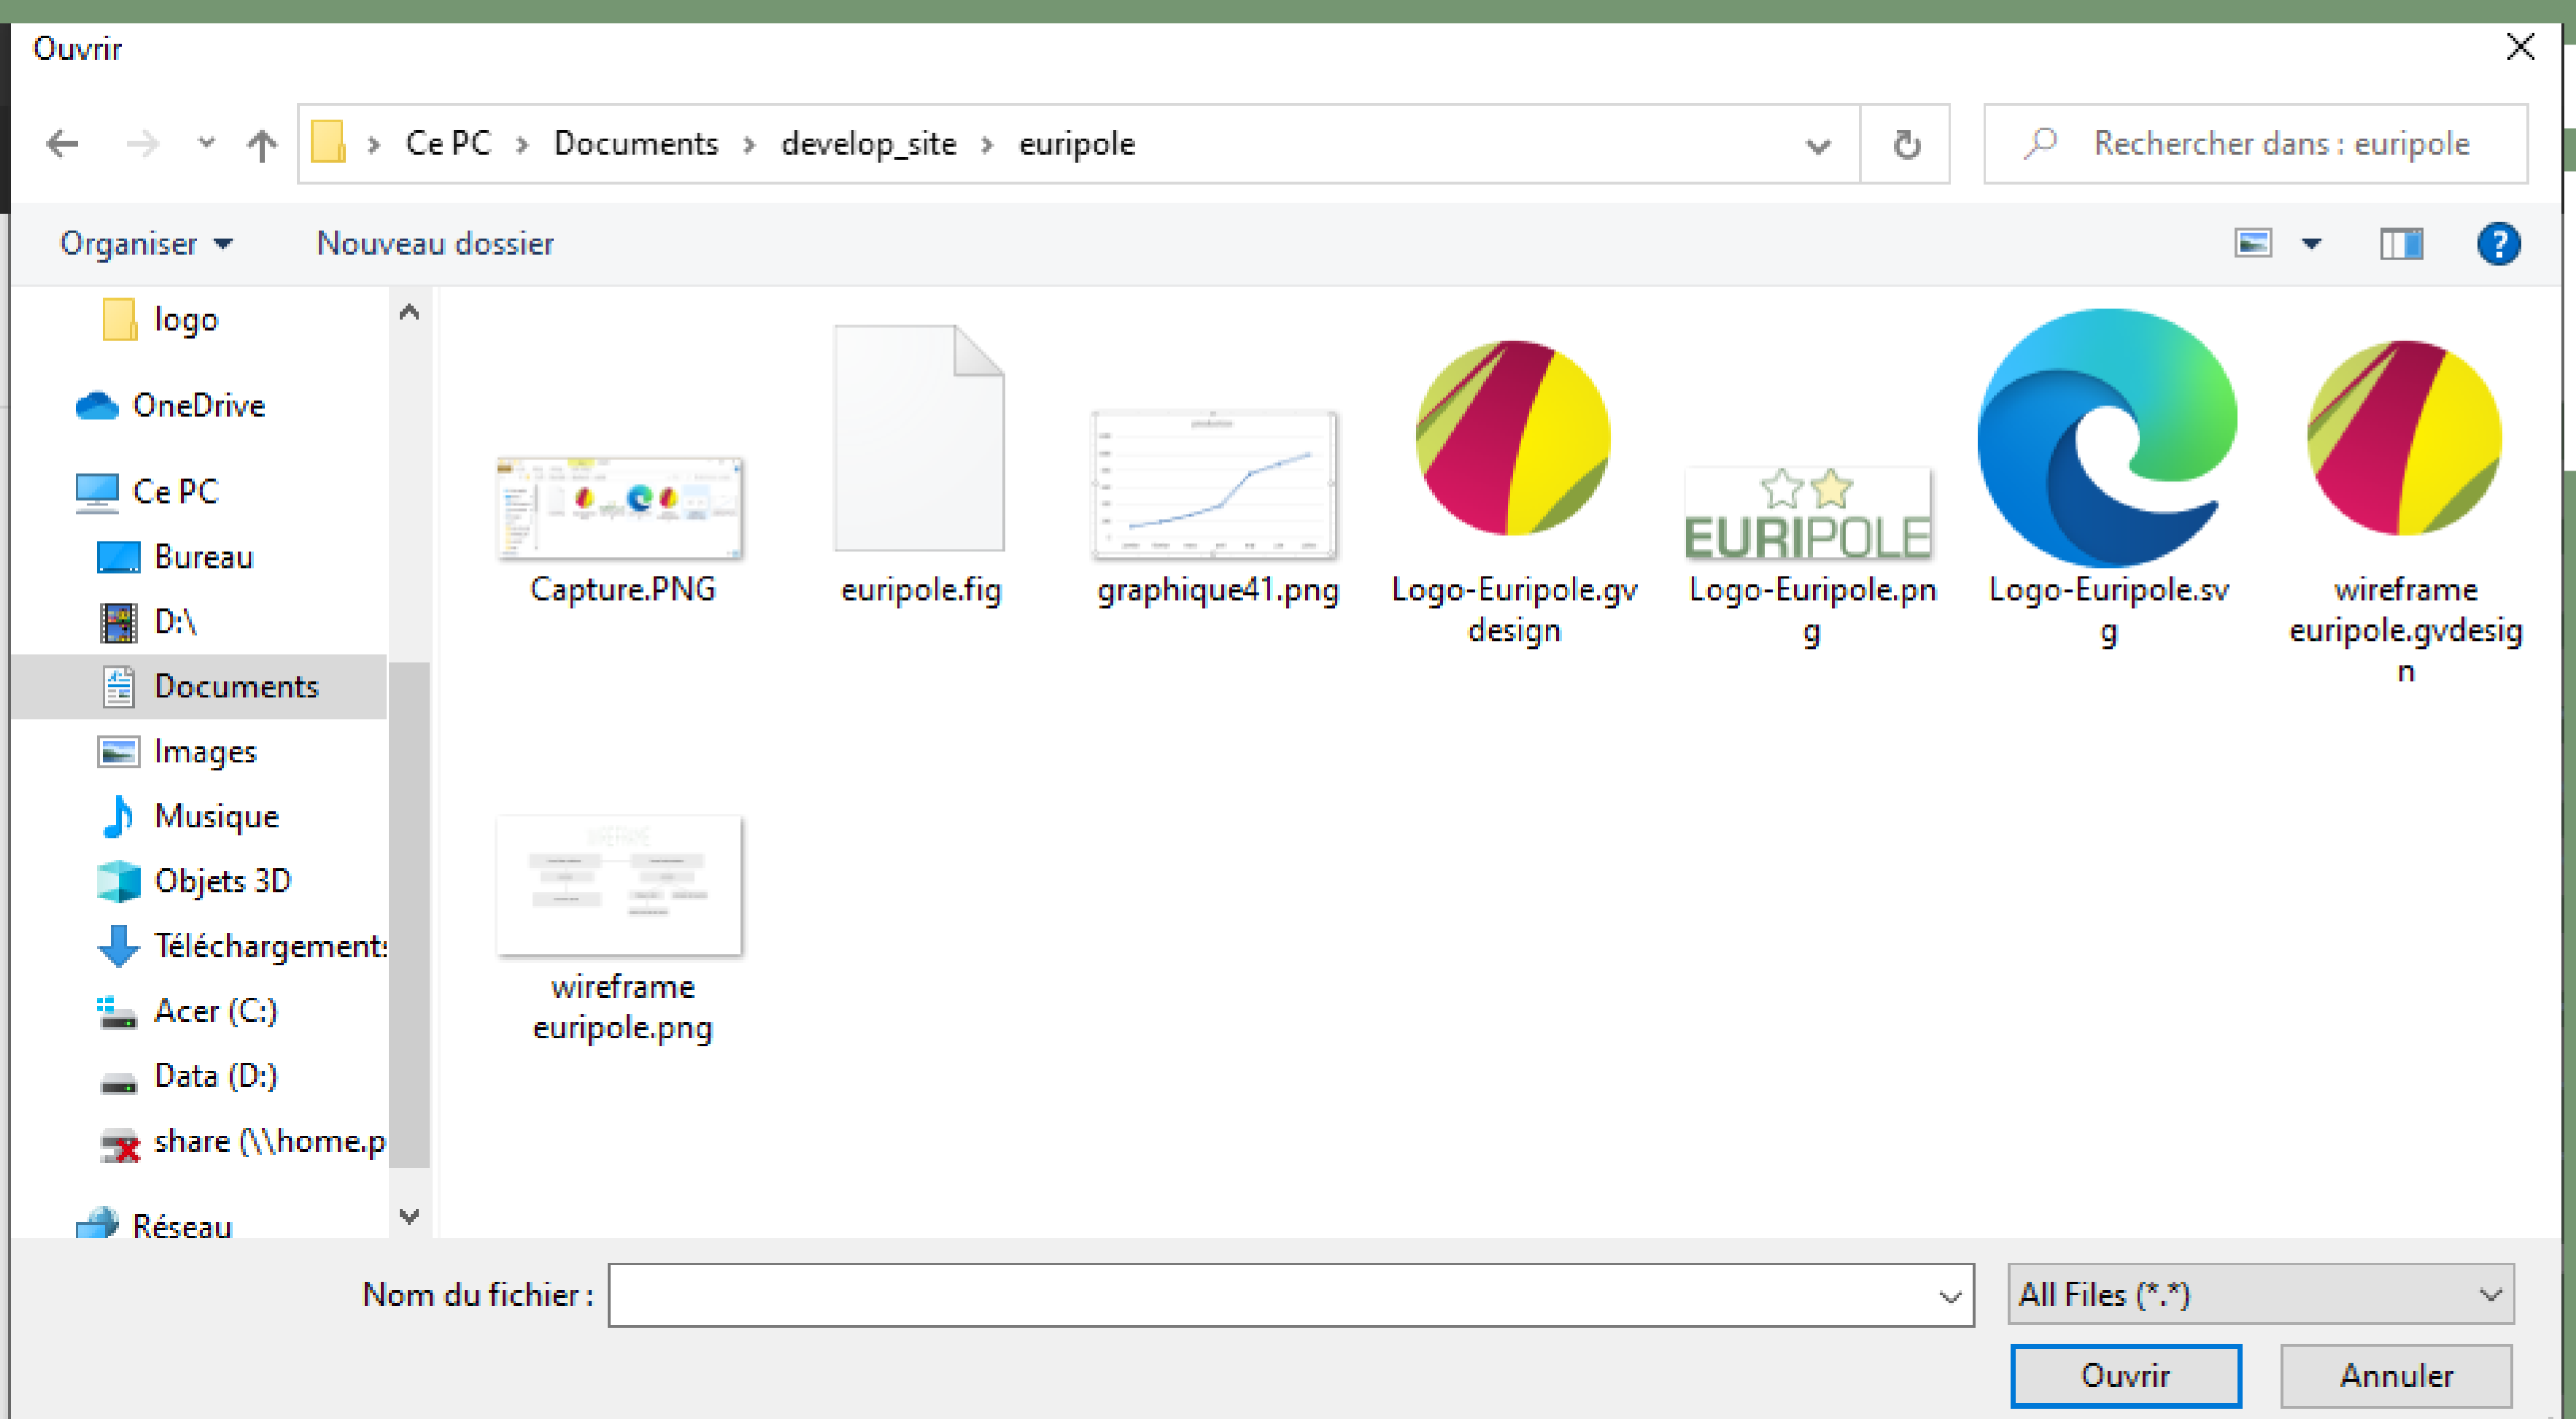 Ouvrir
Ce PC
Documents
develop_site
euripole
Rechercher dans : euripole
Organiser
Nouveau dossier
logo
OneDrive
Ce PC
Bureau
D:\
Documents
Images
Musique
Objets 3D
Téléchargements
Acer (C:)
Data (D:)
share (\\home.p
Réseau
Capture.PNG
euripole.fig
production
graphique41.png
Logo-Euripole.gv
design
EURIPOLE
Logo-Euripole.pn
g
Logo-Euripole.sv
g
wireframe
euripole.gvdesig
n
WIREFRAME
wireframe
euripole.png
Nom du fichier :
All Files (*.*)
Ouvrir
Annuler